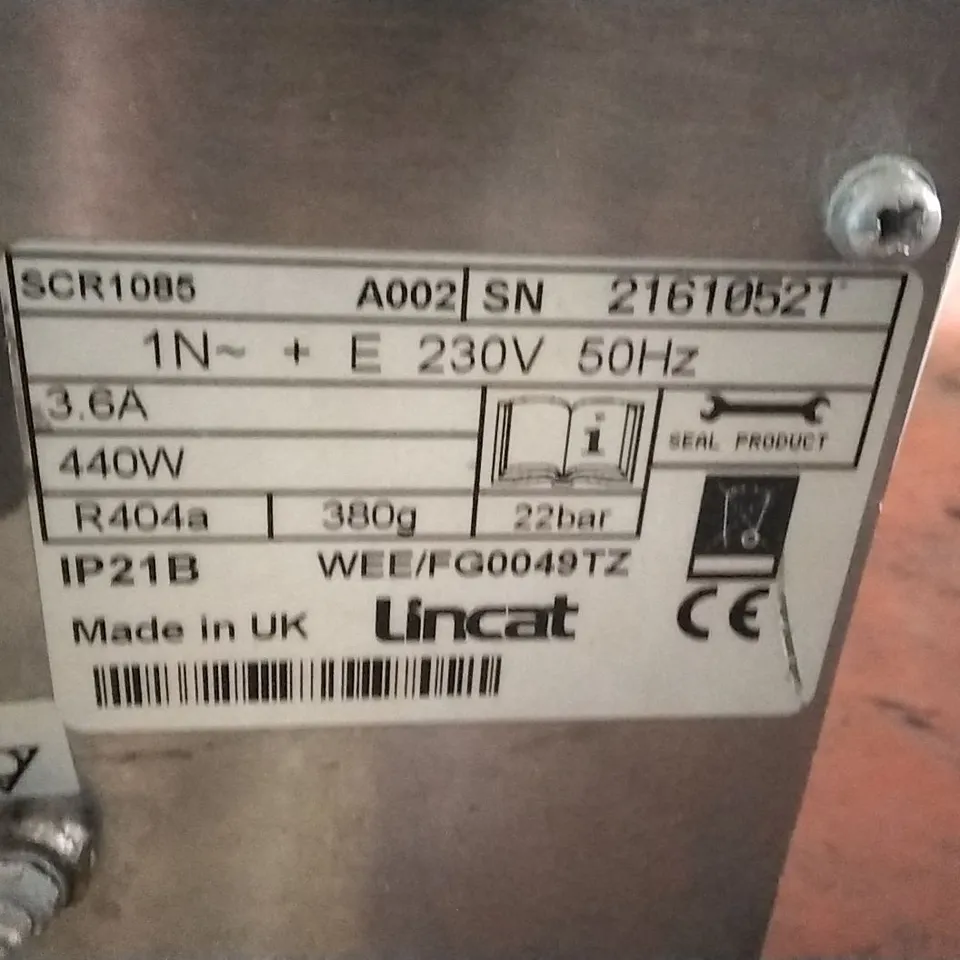 SCR1085 A002 SN 21610521
1N~ + E 230V 50Hz
3.6A
440W
SEAL PRODUCT
R404a 380g 22bar
IP21B WEE/FG0049TZ
Made in UK Lincat CE
y